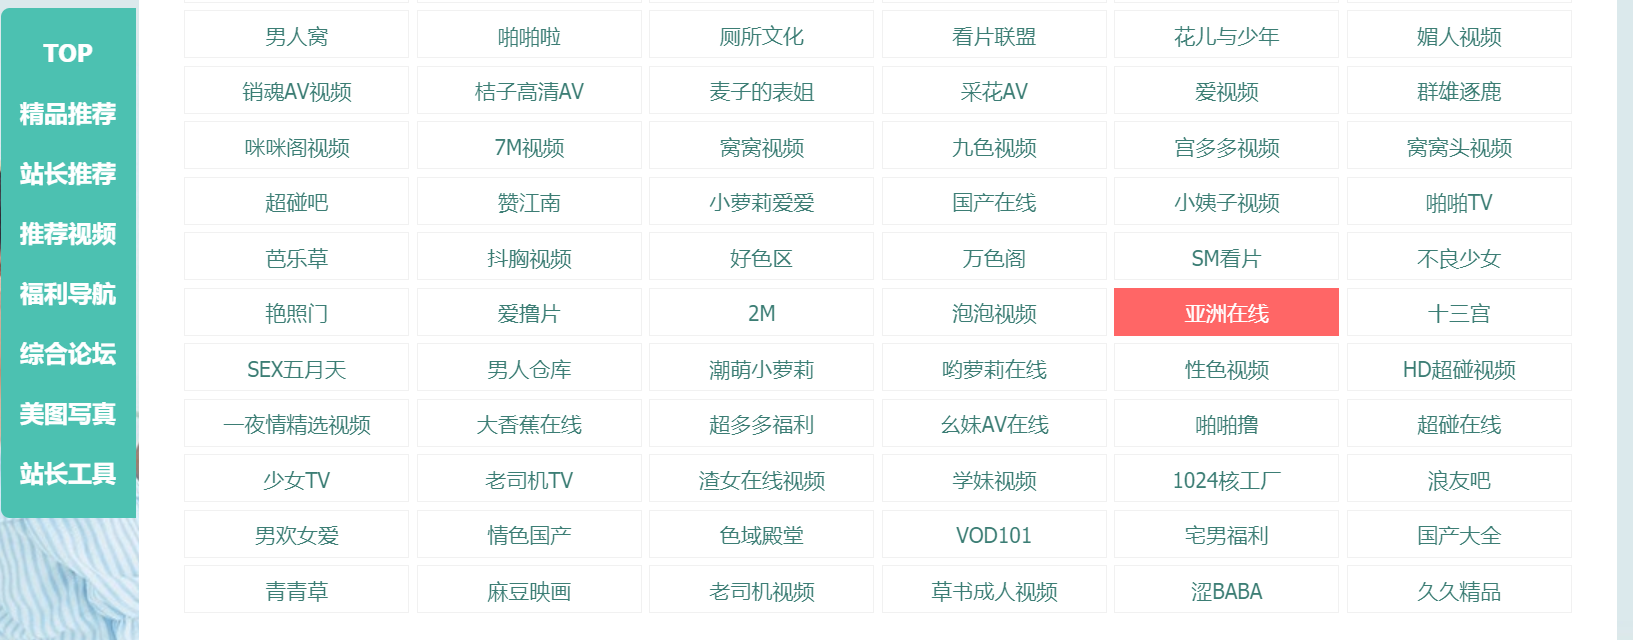 TOP
精品推荐
站长推荐
推荐视频
福利导航
综合论坛
美图写真
站长工具
男人窝 啪啪啦 厕所文化 看片联盟 花儿与少年 媚人视频
销魂AV视频 桔子高清AV 麦子的表姐 采花AV 爱视频 群雄逐鹿
咪咪阁视频 7M视频 窝窝视频 九色视频 宫多多视频 窝窝头视频
超碰吧 赞江南 小萝莉爱爱 国产在线 小姨子视频 啪啪TV
芭乐草 抖胸视频 好色区 万色阁 SM看片 不良少女
艳照门 爱撸片 2M 泡泡视频 亚洲在线 十三宫
SEX五月天 男人仓库 潮萌小萝莉 哟萝莉在线 性色视频 HD超碰视频
一夜情精选视频 大香蕉在线 超多多福利 幺妹AV在线 啪啪撸 超碰在线
少女TV 老司机TV 渣女在线视频 学妹视频 1024核工厂 浪友吧
男欢女爱 情色国产 色域殿堂 VOD101 宅男福利 国产大全
青青草 麻豆映画 老司机视频 草书成人视频 涩BABA 久久精品